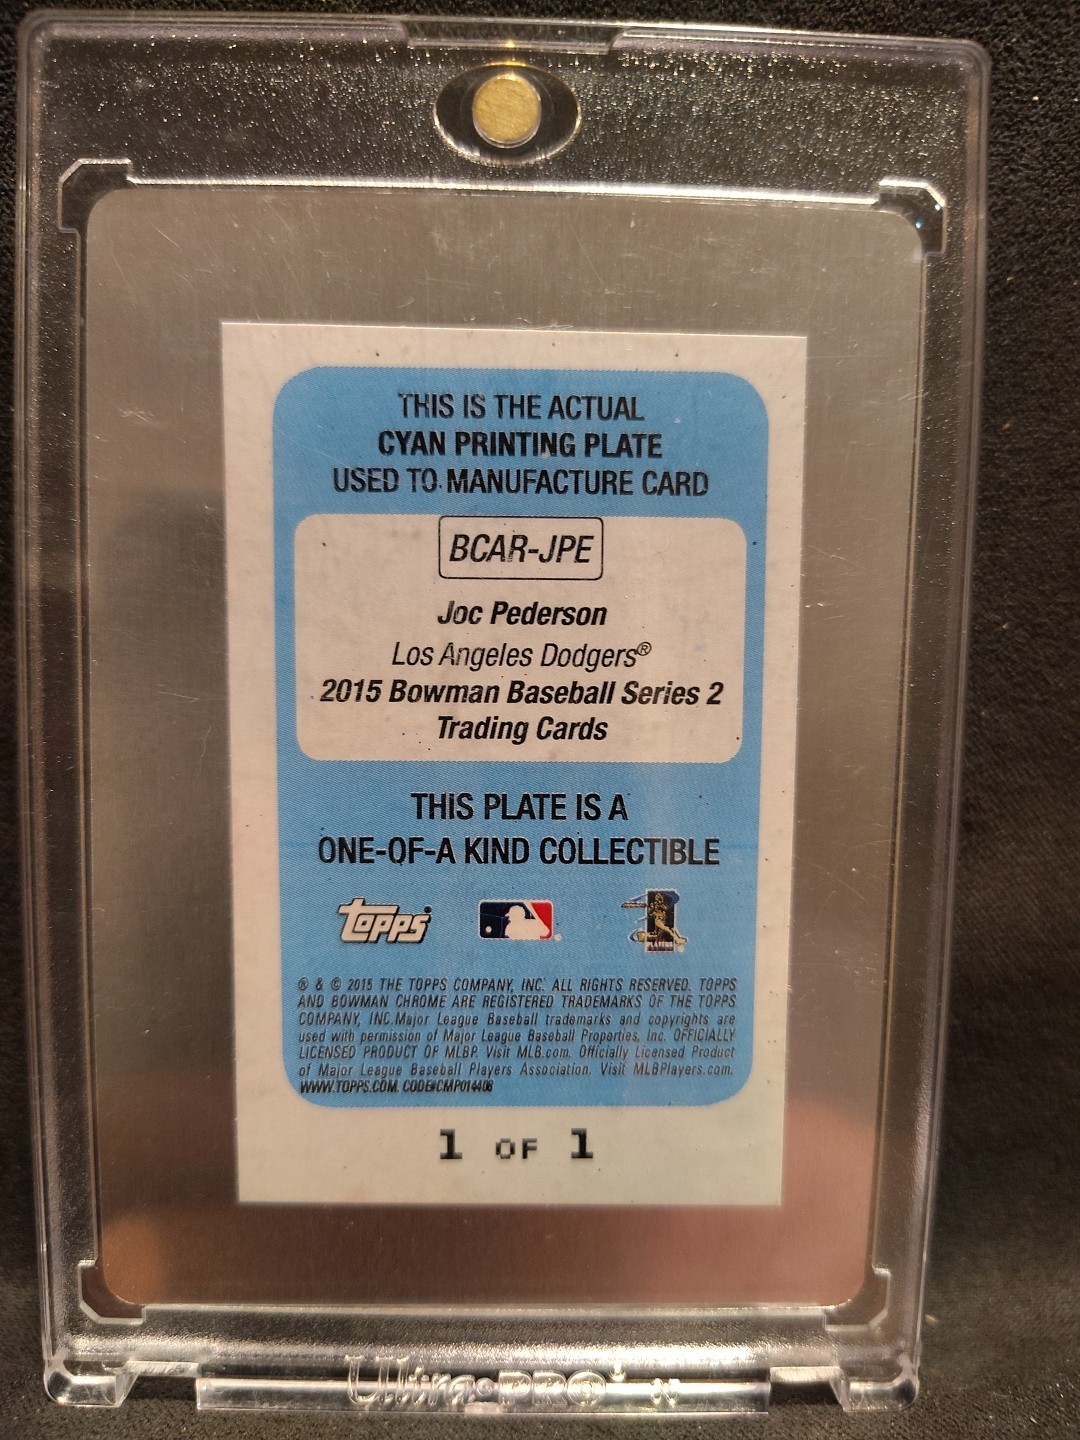 THIS IS THE ACTUAL
CYAN PRINTING PLATE
USED TO MANUFACTURE CARD
BCAR-JPE
Joc Pederson
Los Angeles Dodgers®
2015 Bowman Baseball Series 2
Trading Cards
THIS PLATE IS A
ONE-OF-A KIND COLLECTIBLE
topps
PLAYERS
® & © 2015 THE TOPPS COMPANY, INC. ALL RIGHTS RESERVED. TOPPS
AND BOWMAN CHROME ARE REGISTERED TRADEMARKS OF THE TOPPS
COMPANY, INC.Major League Baseball trademarks and copyrights are
used with permission of Major League Baseball Properties, Inc. OFFICIALLY
LICENSED PRODUCT OF MLBP. Visit MLB.com. Officially Licensed Product
of Major League Baseball Players Association. Visit MLBPlayers.com.
WWW.TOPPS.COM. CODE#CMP014408
1 OF 1
Ultra·PRO